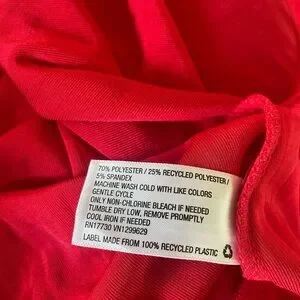 70% POLYESTER / 25% RECYCLED POLYESTER /
5% SPANDEX
MACHINE WASH COLD WITH LIKE COLORS
GENTLE CYCLE
ONLY NON-CHLORINE BLEACH IF NEEDED
TUMBLE DRY LOW, REMOVE PROMPTLY
COOL IRON IF NEEDED
RN17730 VN1299629
LABEL MADE FROM 100% RECYCLED PLASTIC